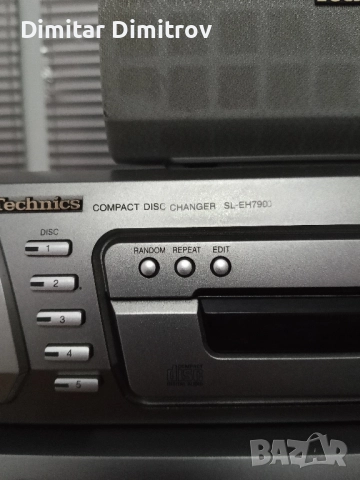 Dimitar Dimitrov
Technics COMPACT DISC CHANGER SL-EH790
DISC
1
2
3
4
5
RANDOM REPEAT EDIT
BAZAR